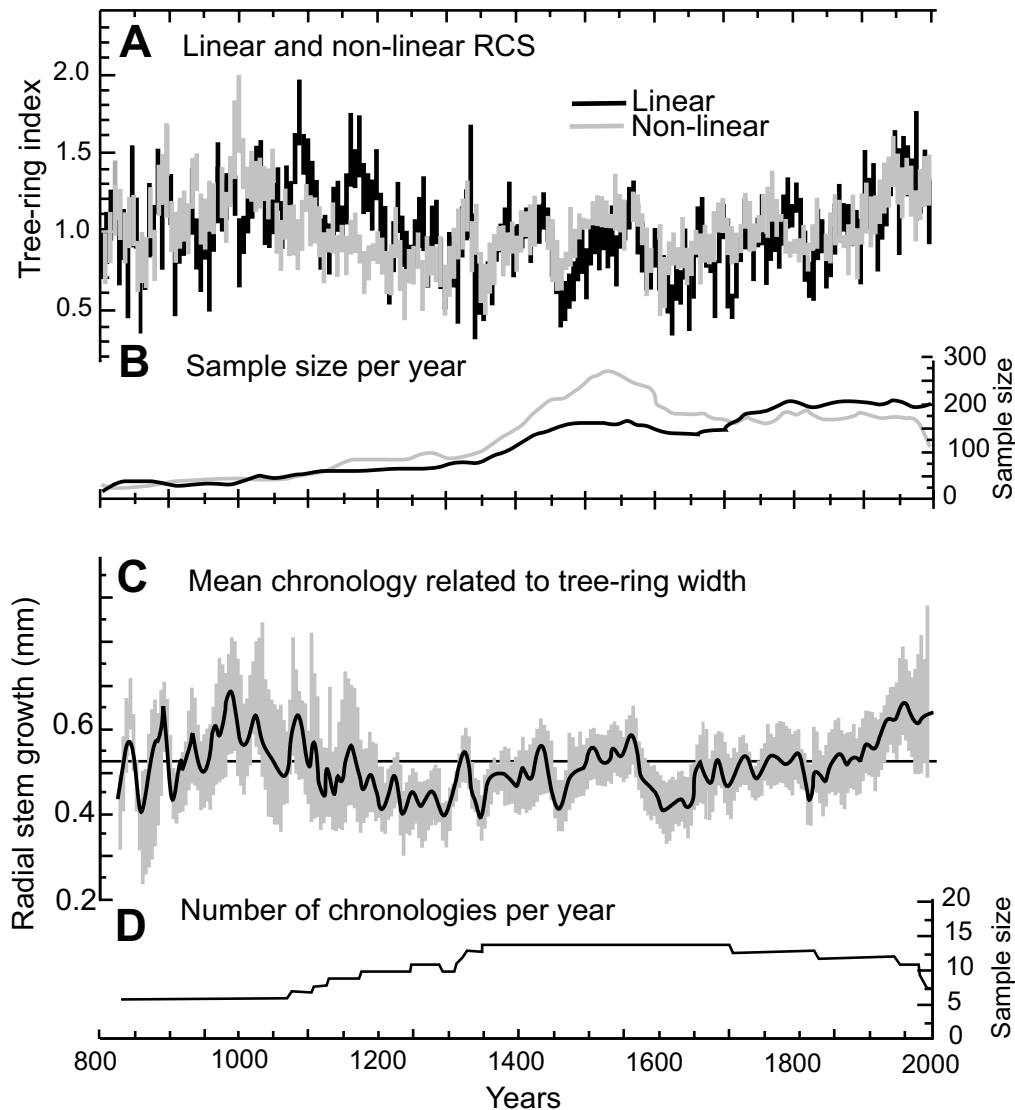 A Linear and non-linear RCS
Linear
Non-linear
Tree-ring index
2.0
1.5
1.0
0.5
B Sample size per year
300
200
100
0
Sample size
C Mean chronology related to tree-ring width
Radial stem growth (mm)
0.6
0.4
0.2
D Number of chronologies per year
20
15
10
5
0
Sample size
800 1000 1200 1400 1600 1800 2000
Years